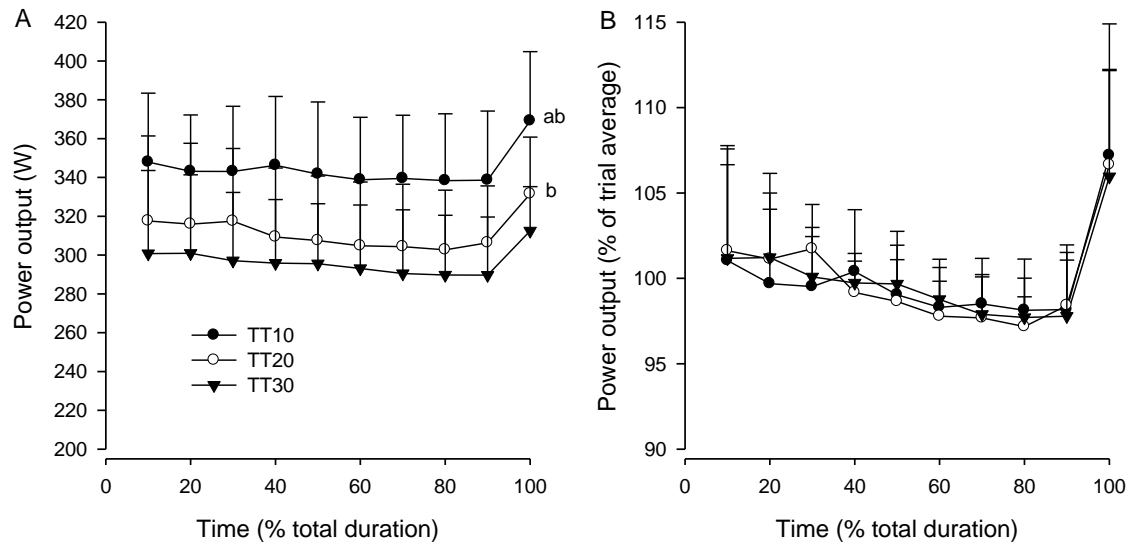 A
Power output (W)
420
400
380
360
340
320
300
280
260
240
220
200
ab
b
TT10
TT20
TT30
0 20 40 60 80 100
Time (% total duration)
B
Power output (% of trial average)
115
110
105
100
95
90
0 20 40 60 80 100
Time (% total duration)